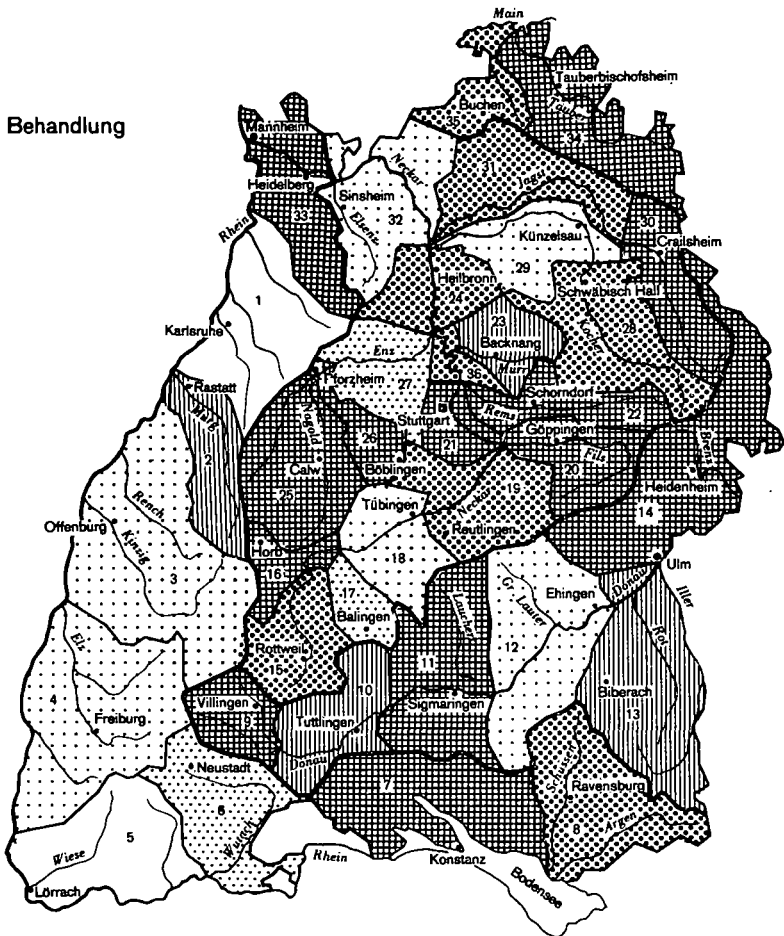 Main
Tauberbischofsheim
Behandlung
Buchen
35
Tauber
34
Mannheim
Neckar
31
Jagst
Heidelberg
Sinsheim
33
Elsenz
32
30
Künzelsau
Crailsheim
Rhein
29
1
Heilbronn
24
Schwäbisch Hall
23
28
Karlsruhe
Backnang
Kocher
Enz
Murr
Pforzheim
27
36
Rastatt
Schorndorf
Murg
Nagold
Stuttgart
Rems
22
2
26
21
Göppingen
Brenz
Calw
Böblingen
Fils
20
25
Neckar
19
Heidenheim
Rench
Tübingen
14
Offenburg
Reutlingen
Kinzig
Horb
18
Ulm
3
16
Donau
Iller
17
Lauchert
Gr. Lauter
Ehingen
Balingen
12
Rot
Elz
Rottweil
11
15
4
10
Biberach
Villingen
Sigmaringen
13
Freiburg
9
Tuttlingen
Donau
Neustadt
Schussen
7
Ravensburg
6
5
8
Wutach
Argen
Wiese
Rhein
Konstanz
Lörrach
Bodensee